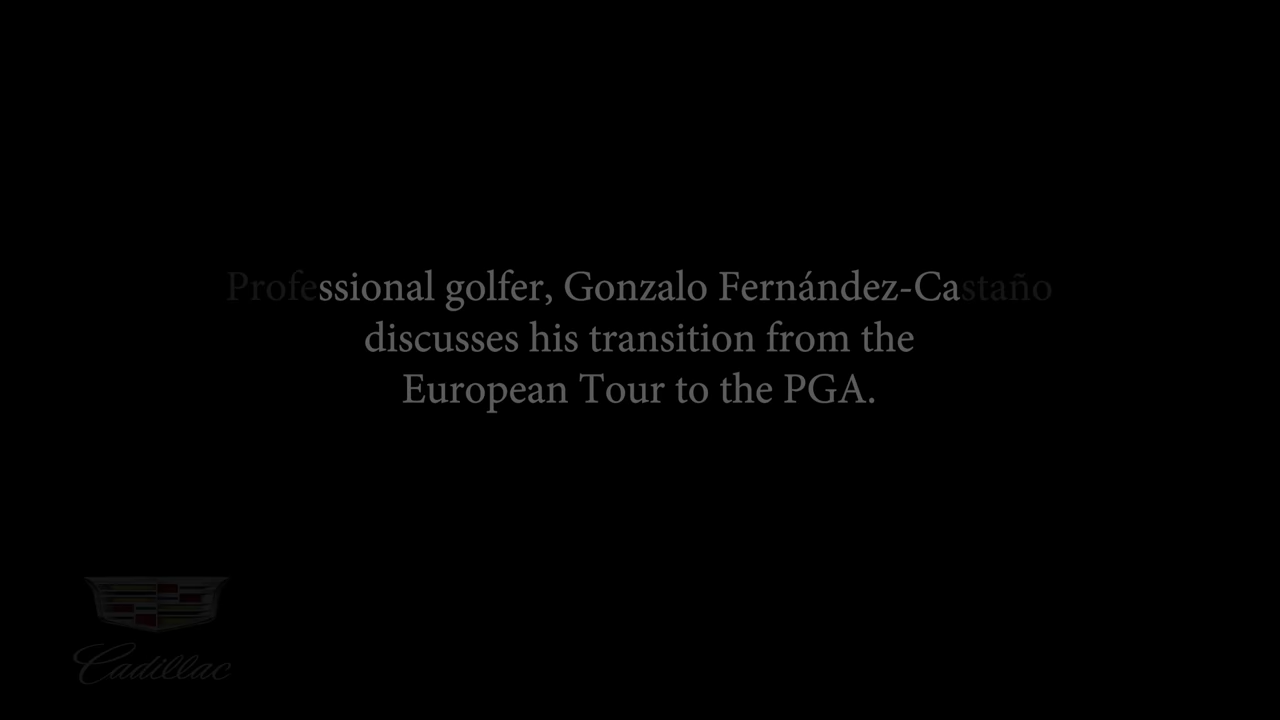 Professional golfer, Gonzalo Fernández-Castaño
discusses his transition from the
European Tour to the PGA.
Cadillac